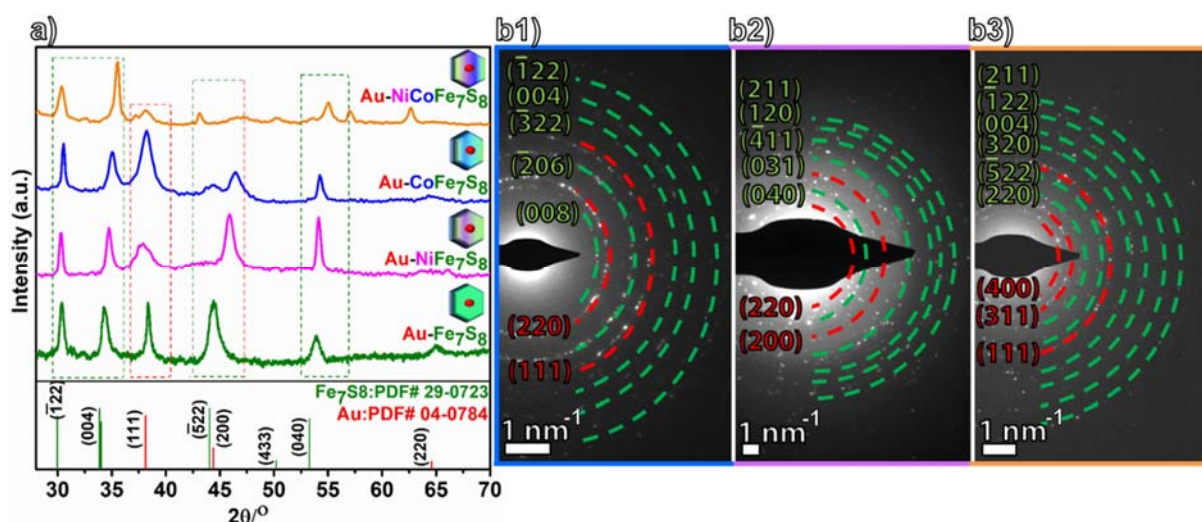 a)
Intensity (a.u.)
Au-NiCoFe₇S₈
Au-CoFe₇S₈
Au-NiFe₇S₈
Au-Fe₇S₈
Fe₇S8:PDF# 29-0723
Au:PDF# 04-0784
(1̅22)
(004)
(111)
(5̅22)
(200)
(433)
(040)
(220)
30 35 40 45 50 55 60 65 70
2θ/°
b1)
(1̅22)
(004)
(3̅22)
(2̅06)
(008)
(220)
(111)
1 nm⁻¹
b2)
(211)
(1̅20)
(4̅11)
(031)
(040)
(220)
(200)
1 nm⁻¹
b3)
(211)
(1̅22)
(004)
(320)
(5̅22)
(220)
(400)
(311)
(111)
1 nm⁻¹